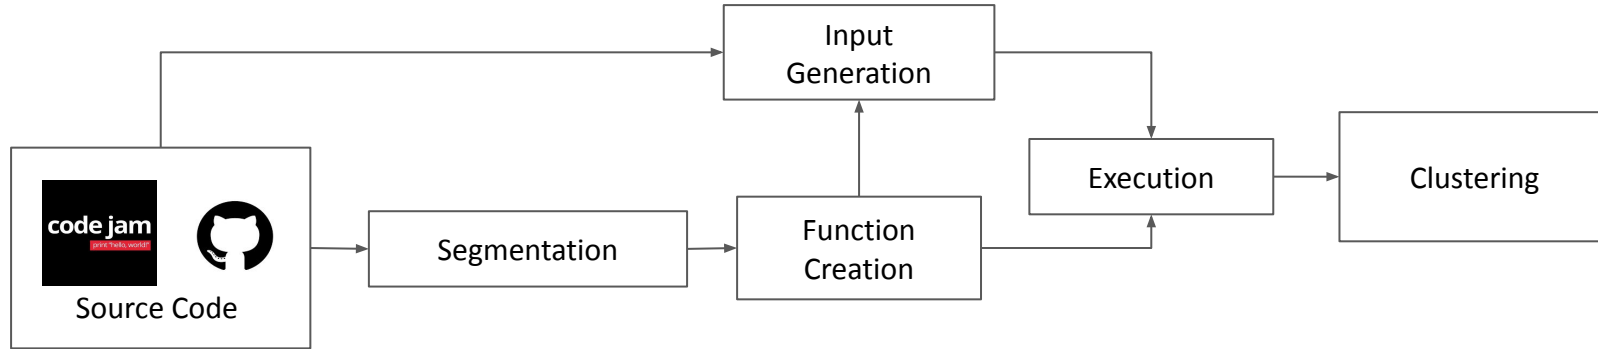 Input
Generation
code jam
print "hello, world!"
Source Code
Segmentation
Function
Creation
Execution
Clustering